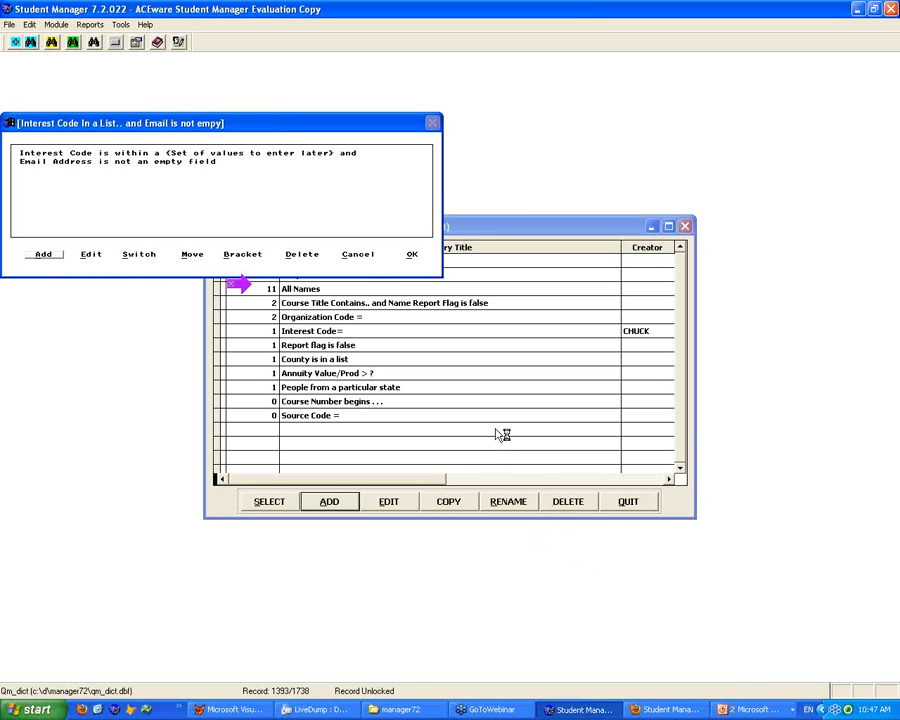 Student Manager 7.2.022 - ACEware Student Manager Evaluation Copy
File Edit Module Reports Tools Help
[Interest Code In a List.. and Email is not empy]
Interest Code is within a {Set of values to enter later} and
Email Address is not an empty field
Add Edit Switch Move Bracket Delete Cancel OK
ry Title Creator
11 All Names
2 Course Title Contains.. and Name Report Flag is false
2 Organization Code =
1 Interest Code= CHUCK
1 Report flag is false
1 County is in a list
1 Annuity Value/Prod > ?
1 People from a particular state
0 Course Number begins . . .
0 Source Code =
SELECT ADD EDIT COPY RENAME DELETE QUIT
Qm_dict (c:\d\manager72\qm_dict.dbf) Record: 1393/1738 Record Unlocked
start Microsoft Visu... LiveDump : D... manager72 GoToWebinar Student Mana... Student Mana... 2 Microsoft ... EN 10:47 AM